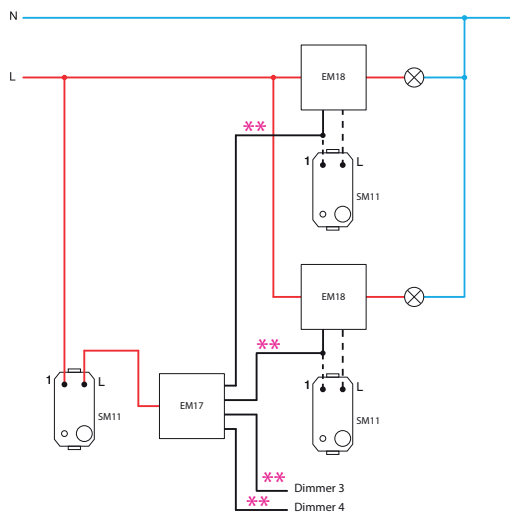 N
L
EM18
**
1
L
SM11
EM18
**
1
L
SM11
1
L
SM11
EM17
**
Dimmer 3
**
Dimmer 4